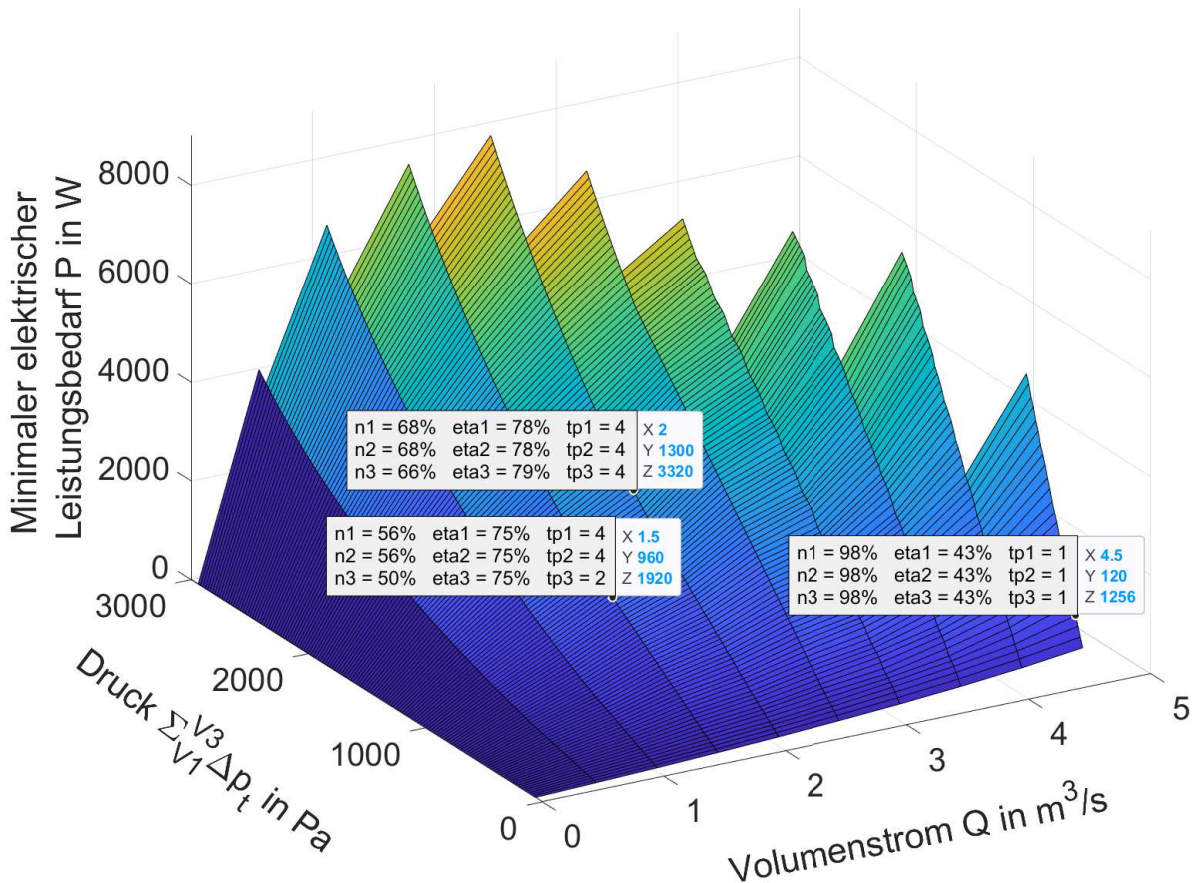 Minimaler elektrischer
Leistungsbedarf P in W
8000
6000
4000
2000
0
3000
2000
1000
0
Druck Σ_{V1}^{V3}Δp_t in Pa
0
1
2
3
4
5
Volumenstrom Q in m³/s
n1 = 68% eta1 = 78% tp1 = 4
n2 = 68% eta2 = 78% tp2 = 4
n3 = 66% eta3 = 79% tp3 = 4
X 2
Y 1300
Z 3320
n1 = 56% eta1 = 75% tp1 = 4
n2 = 56% eta2 = 75% tp2 = 4
n3 = 50% eta3 = 75% tp3 = 2
X 1.5
Y 960
Z 1920
n1 = 98% eta1 = 43% tp1 = 1
n2 = 98% eta2 = 43% tp2 = 1
n3 = 98% eta3 = 43% tp3 = 1
X 4.5
Y 120
Z 1256